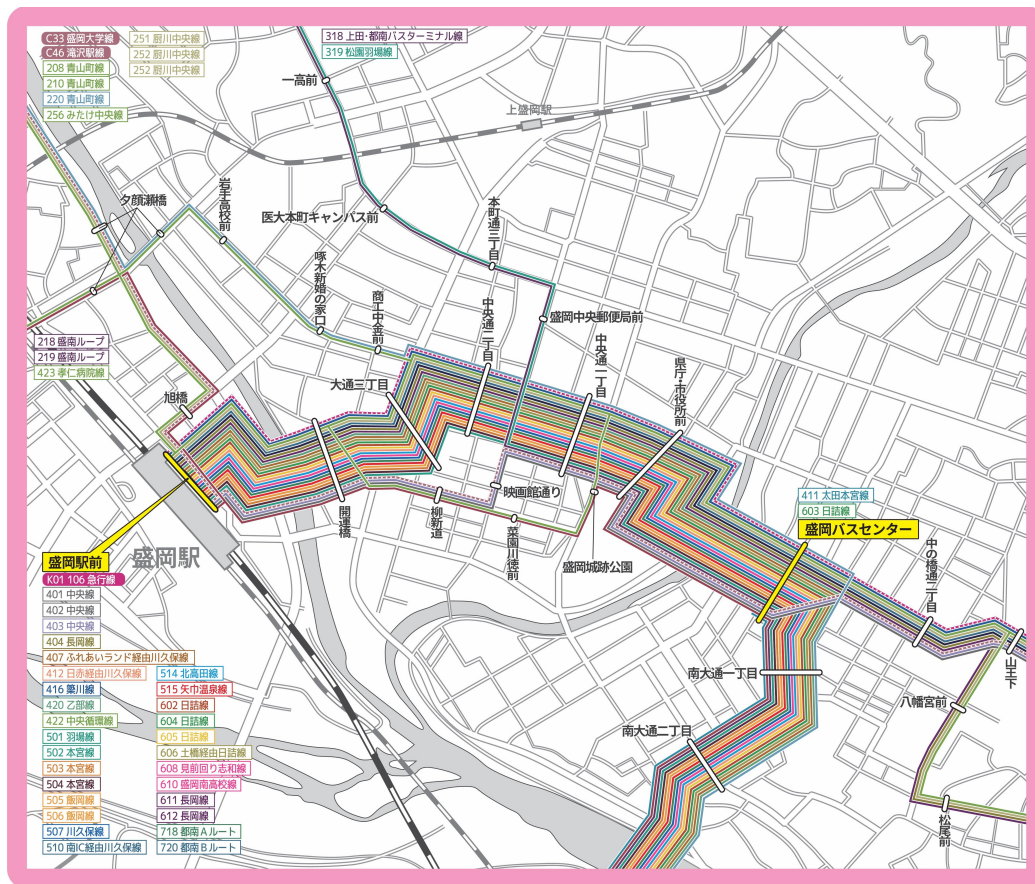 C33 盛岡大学線
C46 滝沢駅線
208 青山町線
210 青山町線
220 青山町線
256 みたけ中央線
251 厨川中央線
252 厨川中央線
252 厨川中央線
318 上田・都南バスターミナル線
319 松園羽場線
一高前
上盛岡駅
夕顔瀬橋
岩手高校前
医大本町キャンパス前
本町通三丁目
啄木新婚の家口
商工中金前
中央通二丁目
盛岡中央郵便局前
中央通一丁目
県庁・市役所前
218 盛南ループ
219 盛南ループ
423 孝仁病院線
旭橋
大通三丁目
開運橋
柳新道
映画館通り
菜園川徳前
盛岡城跡公園
411 太田本宮線
603 日詰線
盛岡バスセンター
中の橋通二丁目
山王下
八幡宮前
松尾前
南大通一丁目
南大通二丁目
盛岡駅
盛岡駅前
K01 106 急行線
401 中央線
402 中央線
403 中央線
404 長岡線
407 ふれあいランド経由川久保線
412 日赤経由川久保線
416 簗川線
420 乙部線
422 中央循環線
501 羽場線
502 本宮線
503 本宮線
504 本宮線
505 飯岡線
506 飯岡線
507 川久保線
510 南IC経由川久保線
514 北高田線
515 矢巾温泉線
602 日詰線
604 日詰線
605 日詰線
606 土橋経由日詰線
608 見前回り志和線
610 盛岡南高校線
611 長岡線
612 長岡線
718 都南Aルート
720 都南Bルート